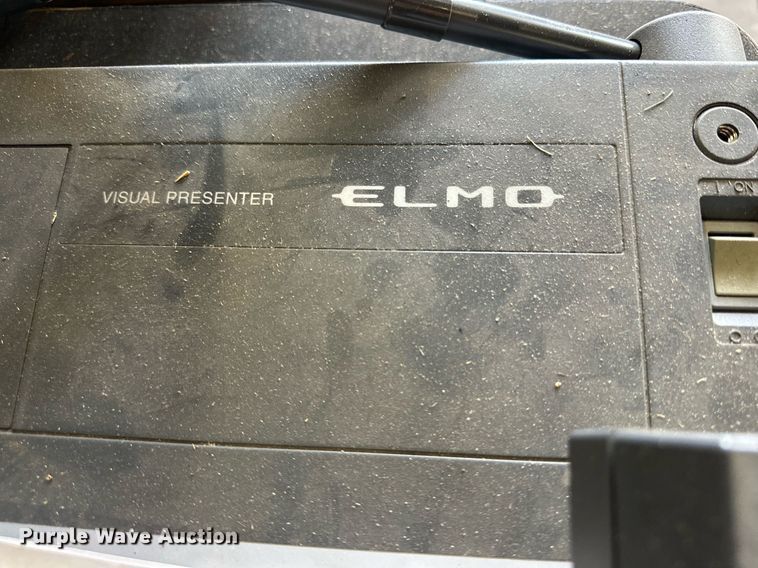 VISUAL PRESENTER ELMO
I ON
Purple Wave Auction